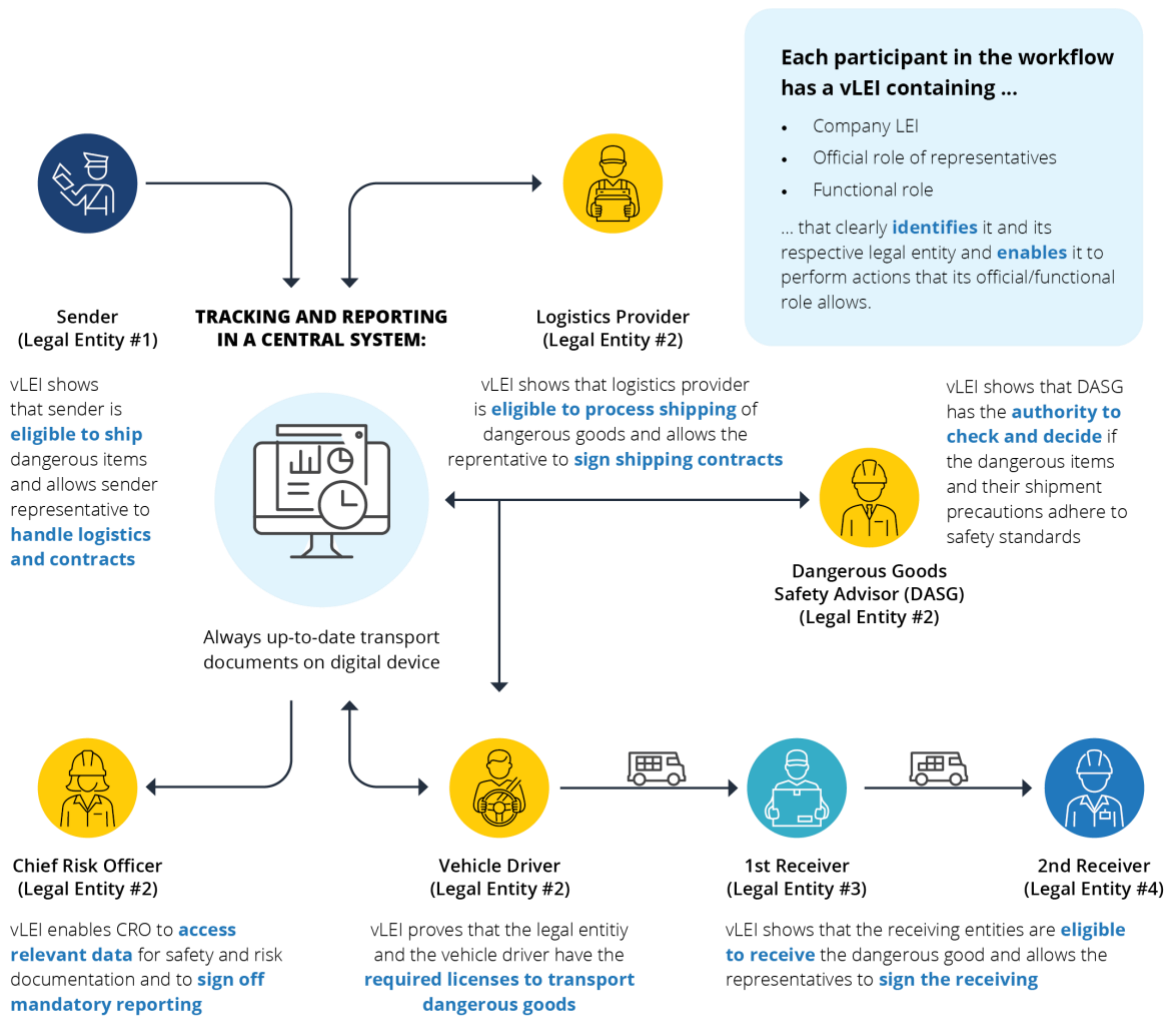 Each participant in the workflow
has a vLEI containing ...
• Company LEI
• Official role of representatives
• Functional role
... that clearly identifies it and its
respective legal entity and enables it to
perform actions that its official/functional
role allows.
Sender
(Legal Entity #1)
TRACKING AND REPORTING
IN A CENTRAL SYSTEM:
Logistics Provider
(Legal Entity #2)
vLEI shows
that sender is
eligible to ship
dangerous items
and allows sender
representative to
handle logistics
and contracts
vLEI shows that logistics provider
is eligible to process shipping of
dangerous goods and allows the
reprentative to sign shipping contracts
vLEI shows that DASG
has the authority to
check and decide if
the dangerous items
and their shipment
precautions adhere to
safety standards
Dangerous Goods
Safety Advisor (DASG)
(Legal Entity #2)
Always up-to-date transport
documents on digital device
Chief Risk Officer
(Legal Entity #2)
vLEI enables CRO to access
relevant data for safety and risk
documentation and to sign off
mandatory reporting
Vehicle Driver
(Legal Entity #2)
vLEI proves that the legal entitiy
and the vehicle driver have the
required licenses to transport
dangerous goods
1st Receiver
(Legal Entity #3)
2nd Receiver
(Legal Entity #4)
vLEI shows that the receiving entities are eligible
to receive the dangerous good and allows the
representatives to sign the receiving